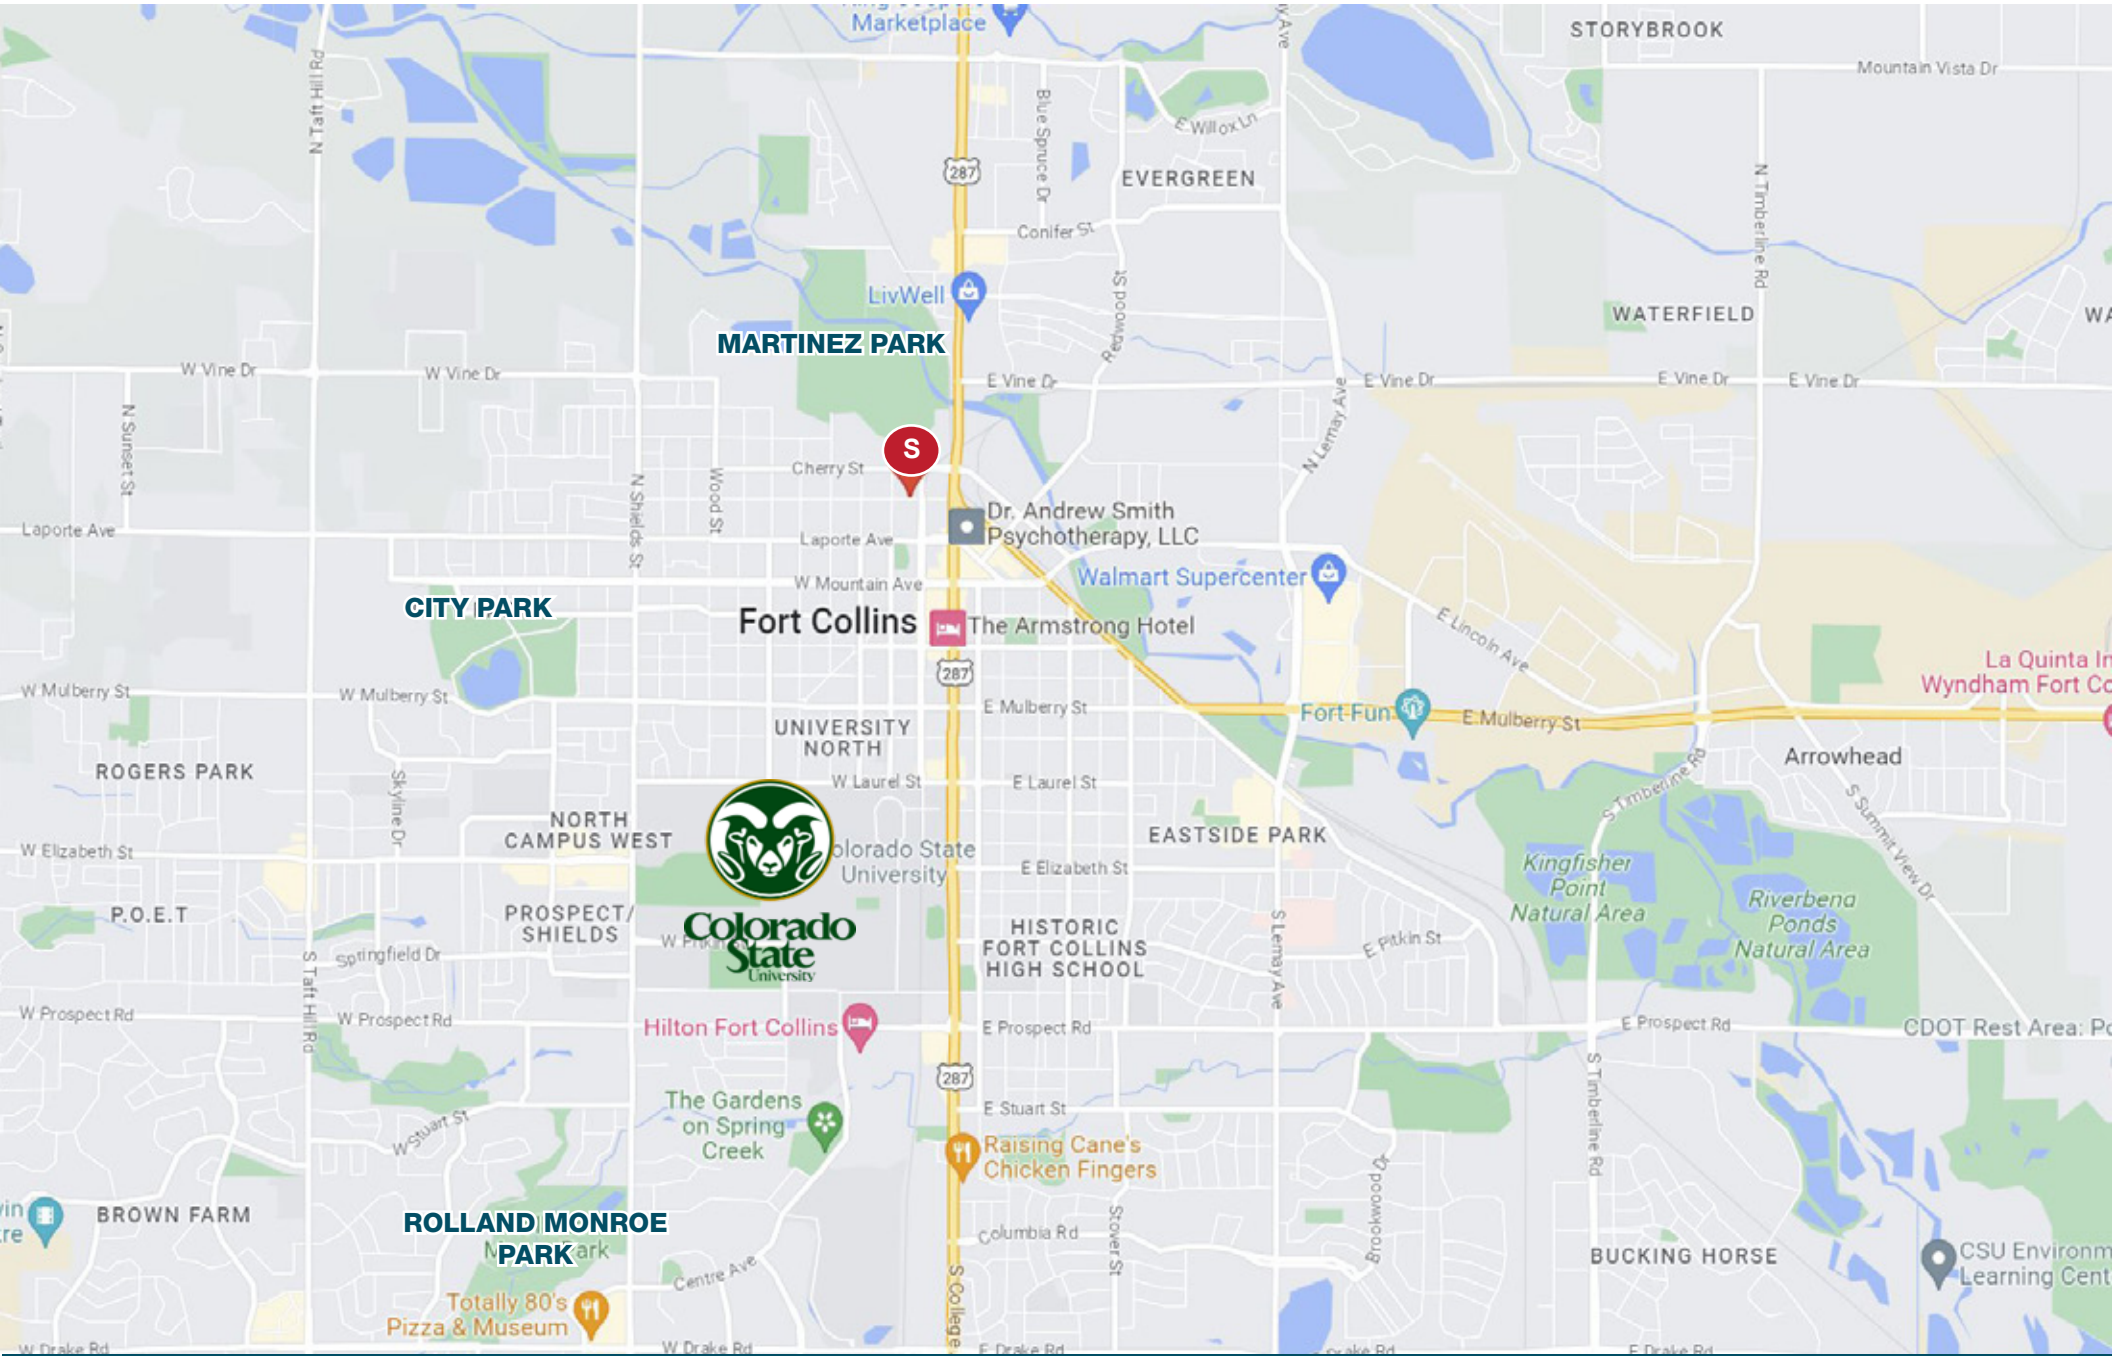 Marketplace
STORYBROOK
Mountain Vista Dr
N Taft Hill Rd
Blue Spruce Dr
E Willox Ln
287
EVERGREEN
N Timberline Rd
Conifer St
LivWell
Redwood St
WATERFIELD
MARTINEZ PARK
W Vine Dr
W Vine Dr
E Vine Dr
E Vine Dr
E Vine Dr
E Vine Dr
N Sunset St
N Lemay Ave
S
Cherry St
N Shields St
Wood St
Dr. Andrew Smith
Psychotherapy, LLC
Laporte Ave
Laporte Ave
W Mountain Ave
Walmart Supercenter
CITY PARK
Fort Collins
The Armstrong Hotel
E Lincoln Ave
La Quinta In
Wyndham Fort Co
287
W Mulberry St
W Mulberry St
E Mulberry St
Fort Fun
E Mulberry St
UNIVERSITY
NORTH
ROGERS PARK
Skyline Dr
W Laurel St
E Laurel St
Arrowhead
S Timberline Rd
S Summit View Dr
NORTH
CAMPUS WEST
EASTSIDE PARK
W Elizabeth St
olorado State
University
E Elizabeth St
Kingfisher
Point
Natural Area
Riverbend
Ponds
Natural Area
P.O.E.T
PROSPECT/
SHIELDS
Colorado
State
University
HISTORIC
FORT COLLINS
HIGH SCHOOL
S Lemay Ave
E Pitkin St
Springfield Dr
S Taft Hill Rd
W Prospect Rd
W Prospect Rd
Hilton Fort Collins
E Prospect Rd
E Prospect Rd
CDOT Rest Area: Po
287
S Timberline Rd
The Gardens
on Spring
Creek
E Stuart St
W Stuart St
Raising Cane's
Chicken Fingers
Brookwood Dr
Stover St
BROWN FARM
ROLLAND MONROE
PARK
Columbia Rd
BUCKING HORSE
CSU Environm
Learning Cent
Centre Ave
S College
Totally 80's
Pizza & Museum
W Drake Rd
W Drake Rd
E Drake Rd
E Drake Rd